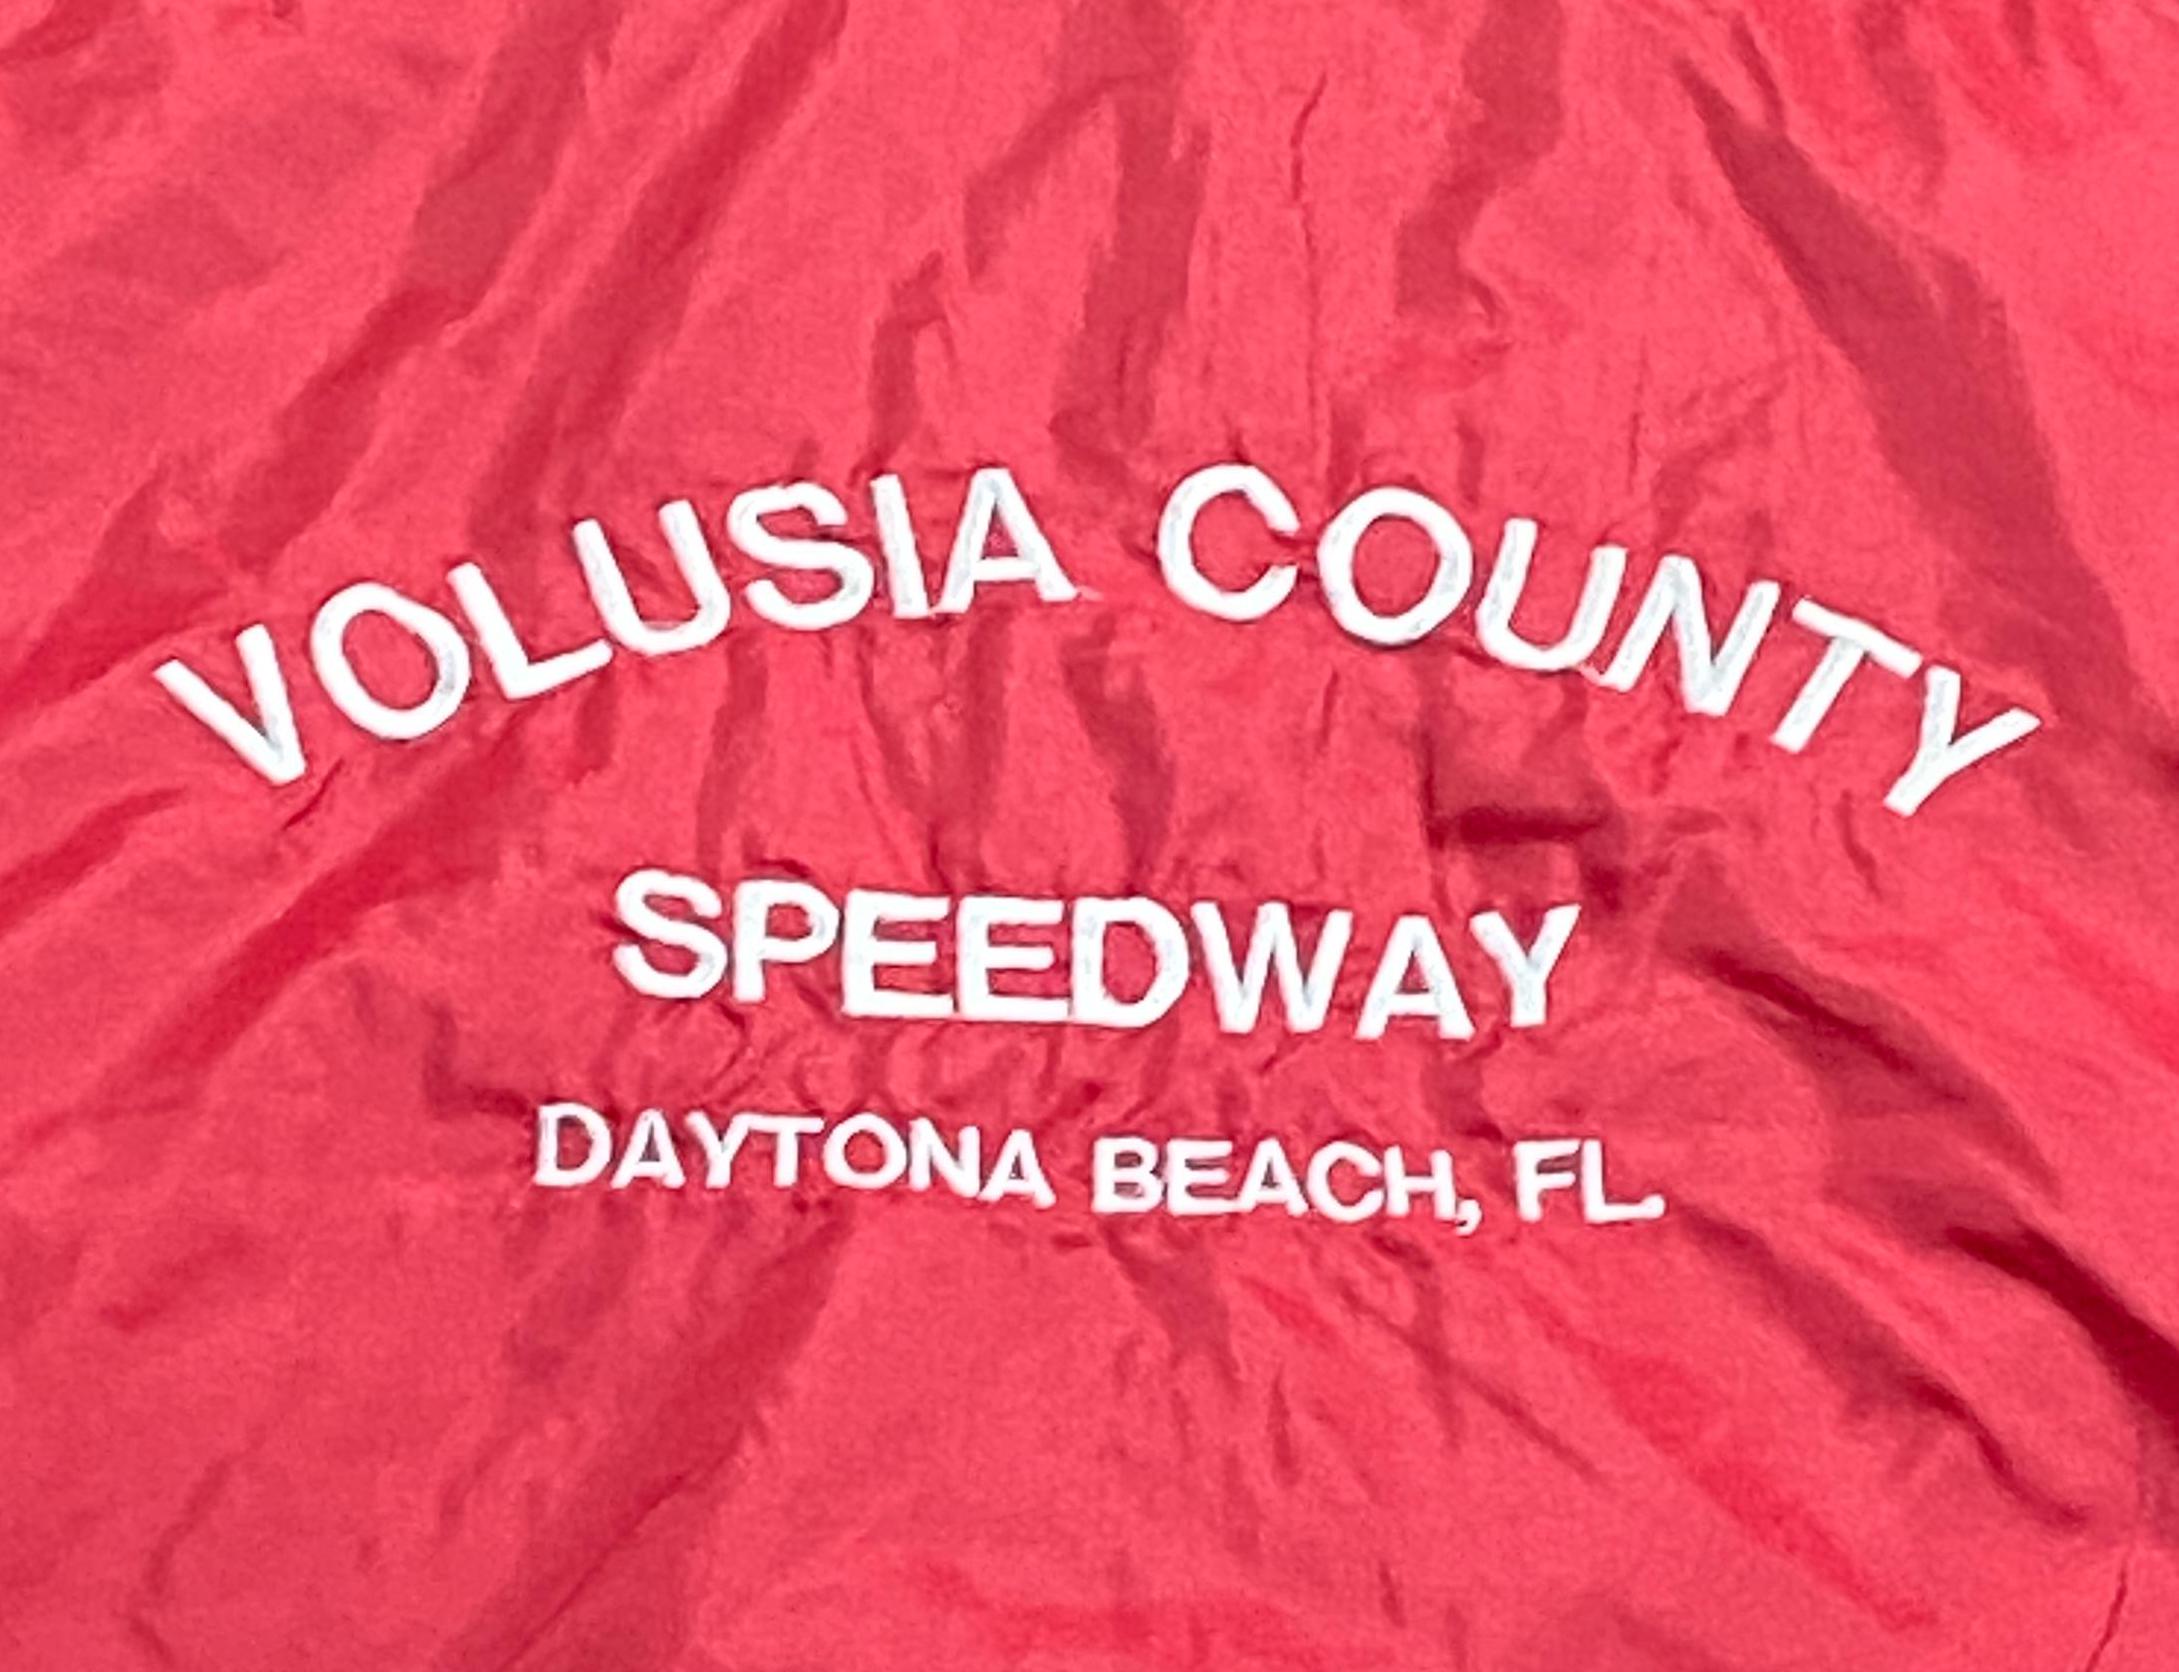 VOLUSIA COUNTY
SPEEDWAY
DAYTONA BEACH, FL.